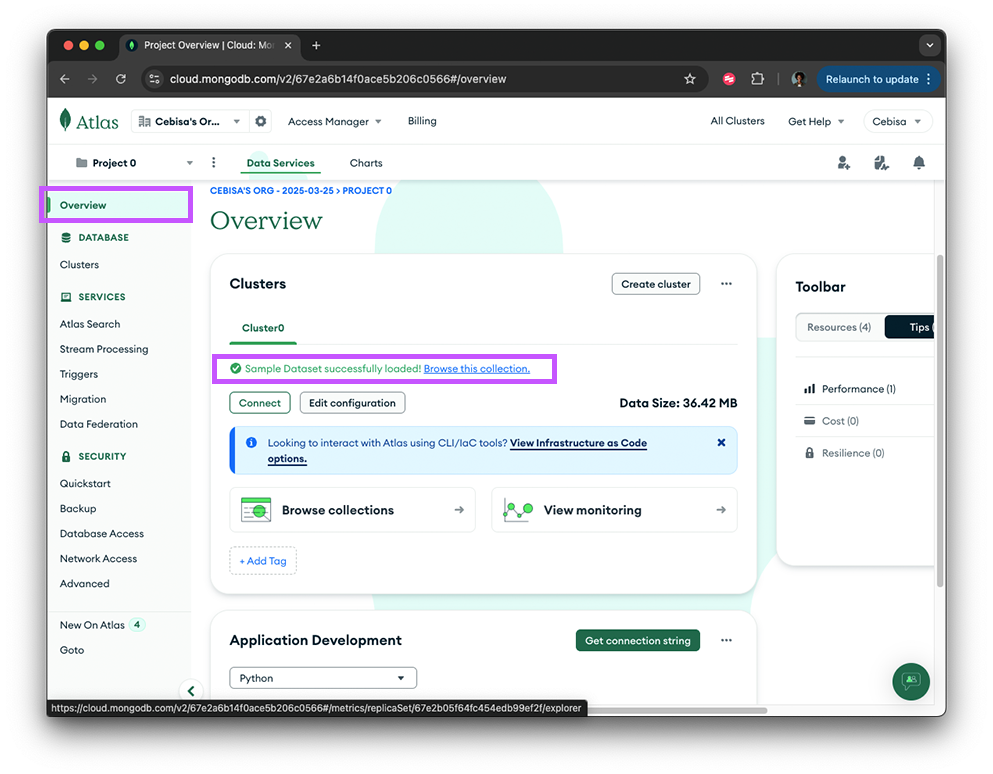 Project Overview | Cloud: Mo
cloud.mongodb.com/v2/67e2a6b14f0ace5b206c0566#/overview
Relaunch to update
Atlas
Cebisa's Or...
Access Manager
Billing
All Clusters
Get Help
Cebisa
Project 0
Data Services
Charts
Overview
DATABASE
Clusters
SERVICES
Atlas Search
Stream Processing
Triggers
Migration
Data Federation
SECURITY
Quickstart
Backup
Database Access
Network Access
Advanced
New On Atlas 4
Goto
CEBISA'S ORG - 2025-03-25 > PROJECT 0
Overview
Clusters
Create cluster
Cluster0
Sample Dataset successfully loaded! Browse this collection.
Connect
Edit configuration
Data Size: 36.42 MB
Looking to interact with Atlas using CLI/IaC tools? View Infrastructure as Code
options.
Browse collections
View monitoring
+ Add Tag
Application Development
Get connection string
Python
Toolbar
Resources (4)
Tips
Performance (1)
Cost (0)
Resilience (0)
https://cloud.mongodb.com/v2/67e2a6b14f0ace5b206c0566#/metrics/replicaSet/67e2b05f64fc454edb99ef2f/explorer